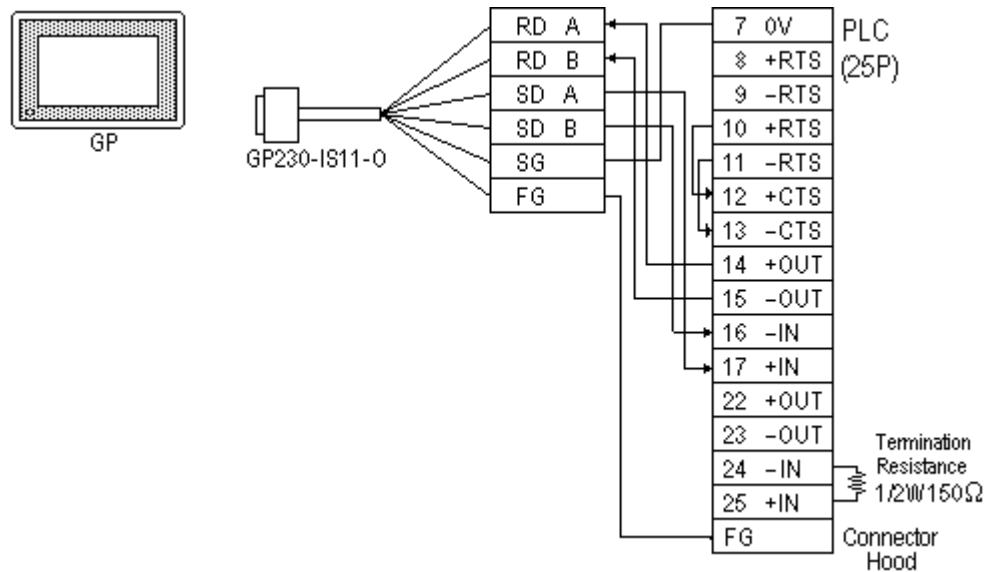 GP
GP230-IS11-O
RD A
RD B
SD A
SD B
SG
FG
7 0V
8 +RTS
9 -RTS
10 +RTS
11 -RTS
12 +CTS
13 -CTS
14 +OUT
15 -OUT
16 -IN
17 +IN
22 +OUT
23 -OUT
24 -IN
25 +IN
FG
PLC
(25P)
Termination
Resistance
1/2W150Ω
Connector
Hood